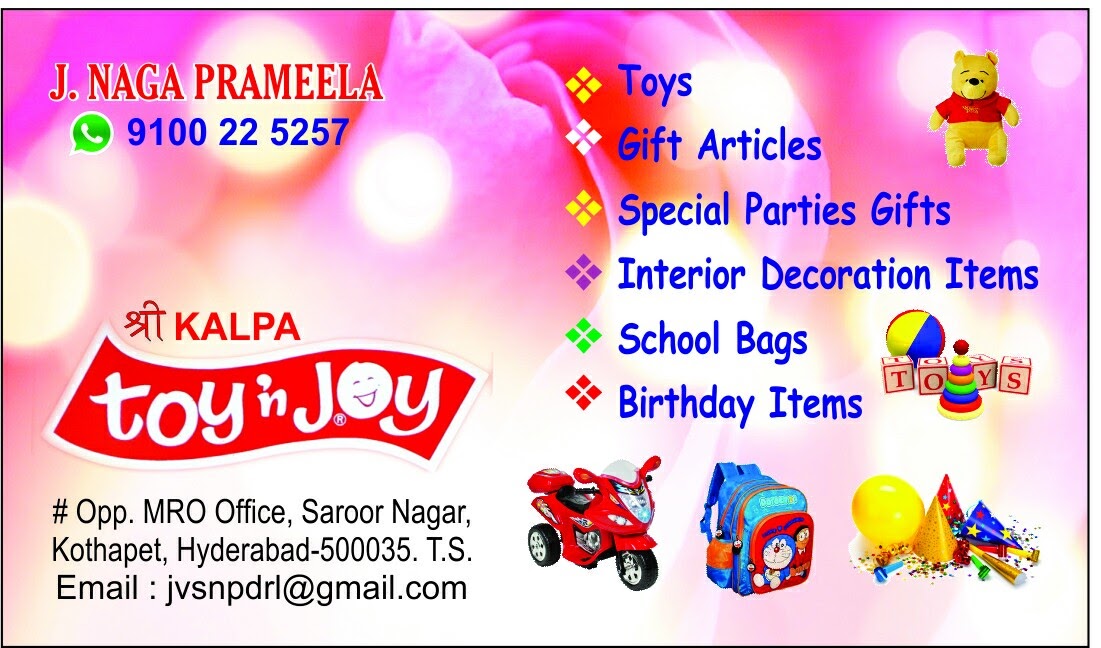 J. NAGA PRAMEELA
9100 22 5257
श्री KALPA
toy 'n Joy ®
# Opp. MRO Office, Saroor Nagar,
Kothapet, Hyderabad-500035. T.S.
Email : jvsnpdrl@gmail.com
Toys
Gift Articles
Special Parties Gifts
Interior Decoration Items
School Bags
Birthday Items
TOYS
TOYS